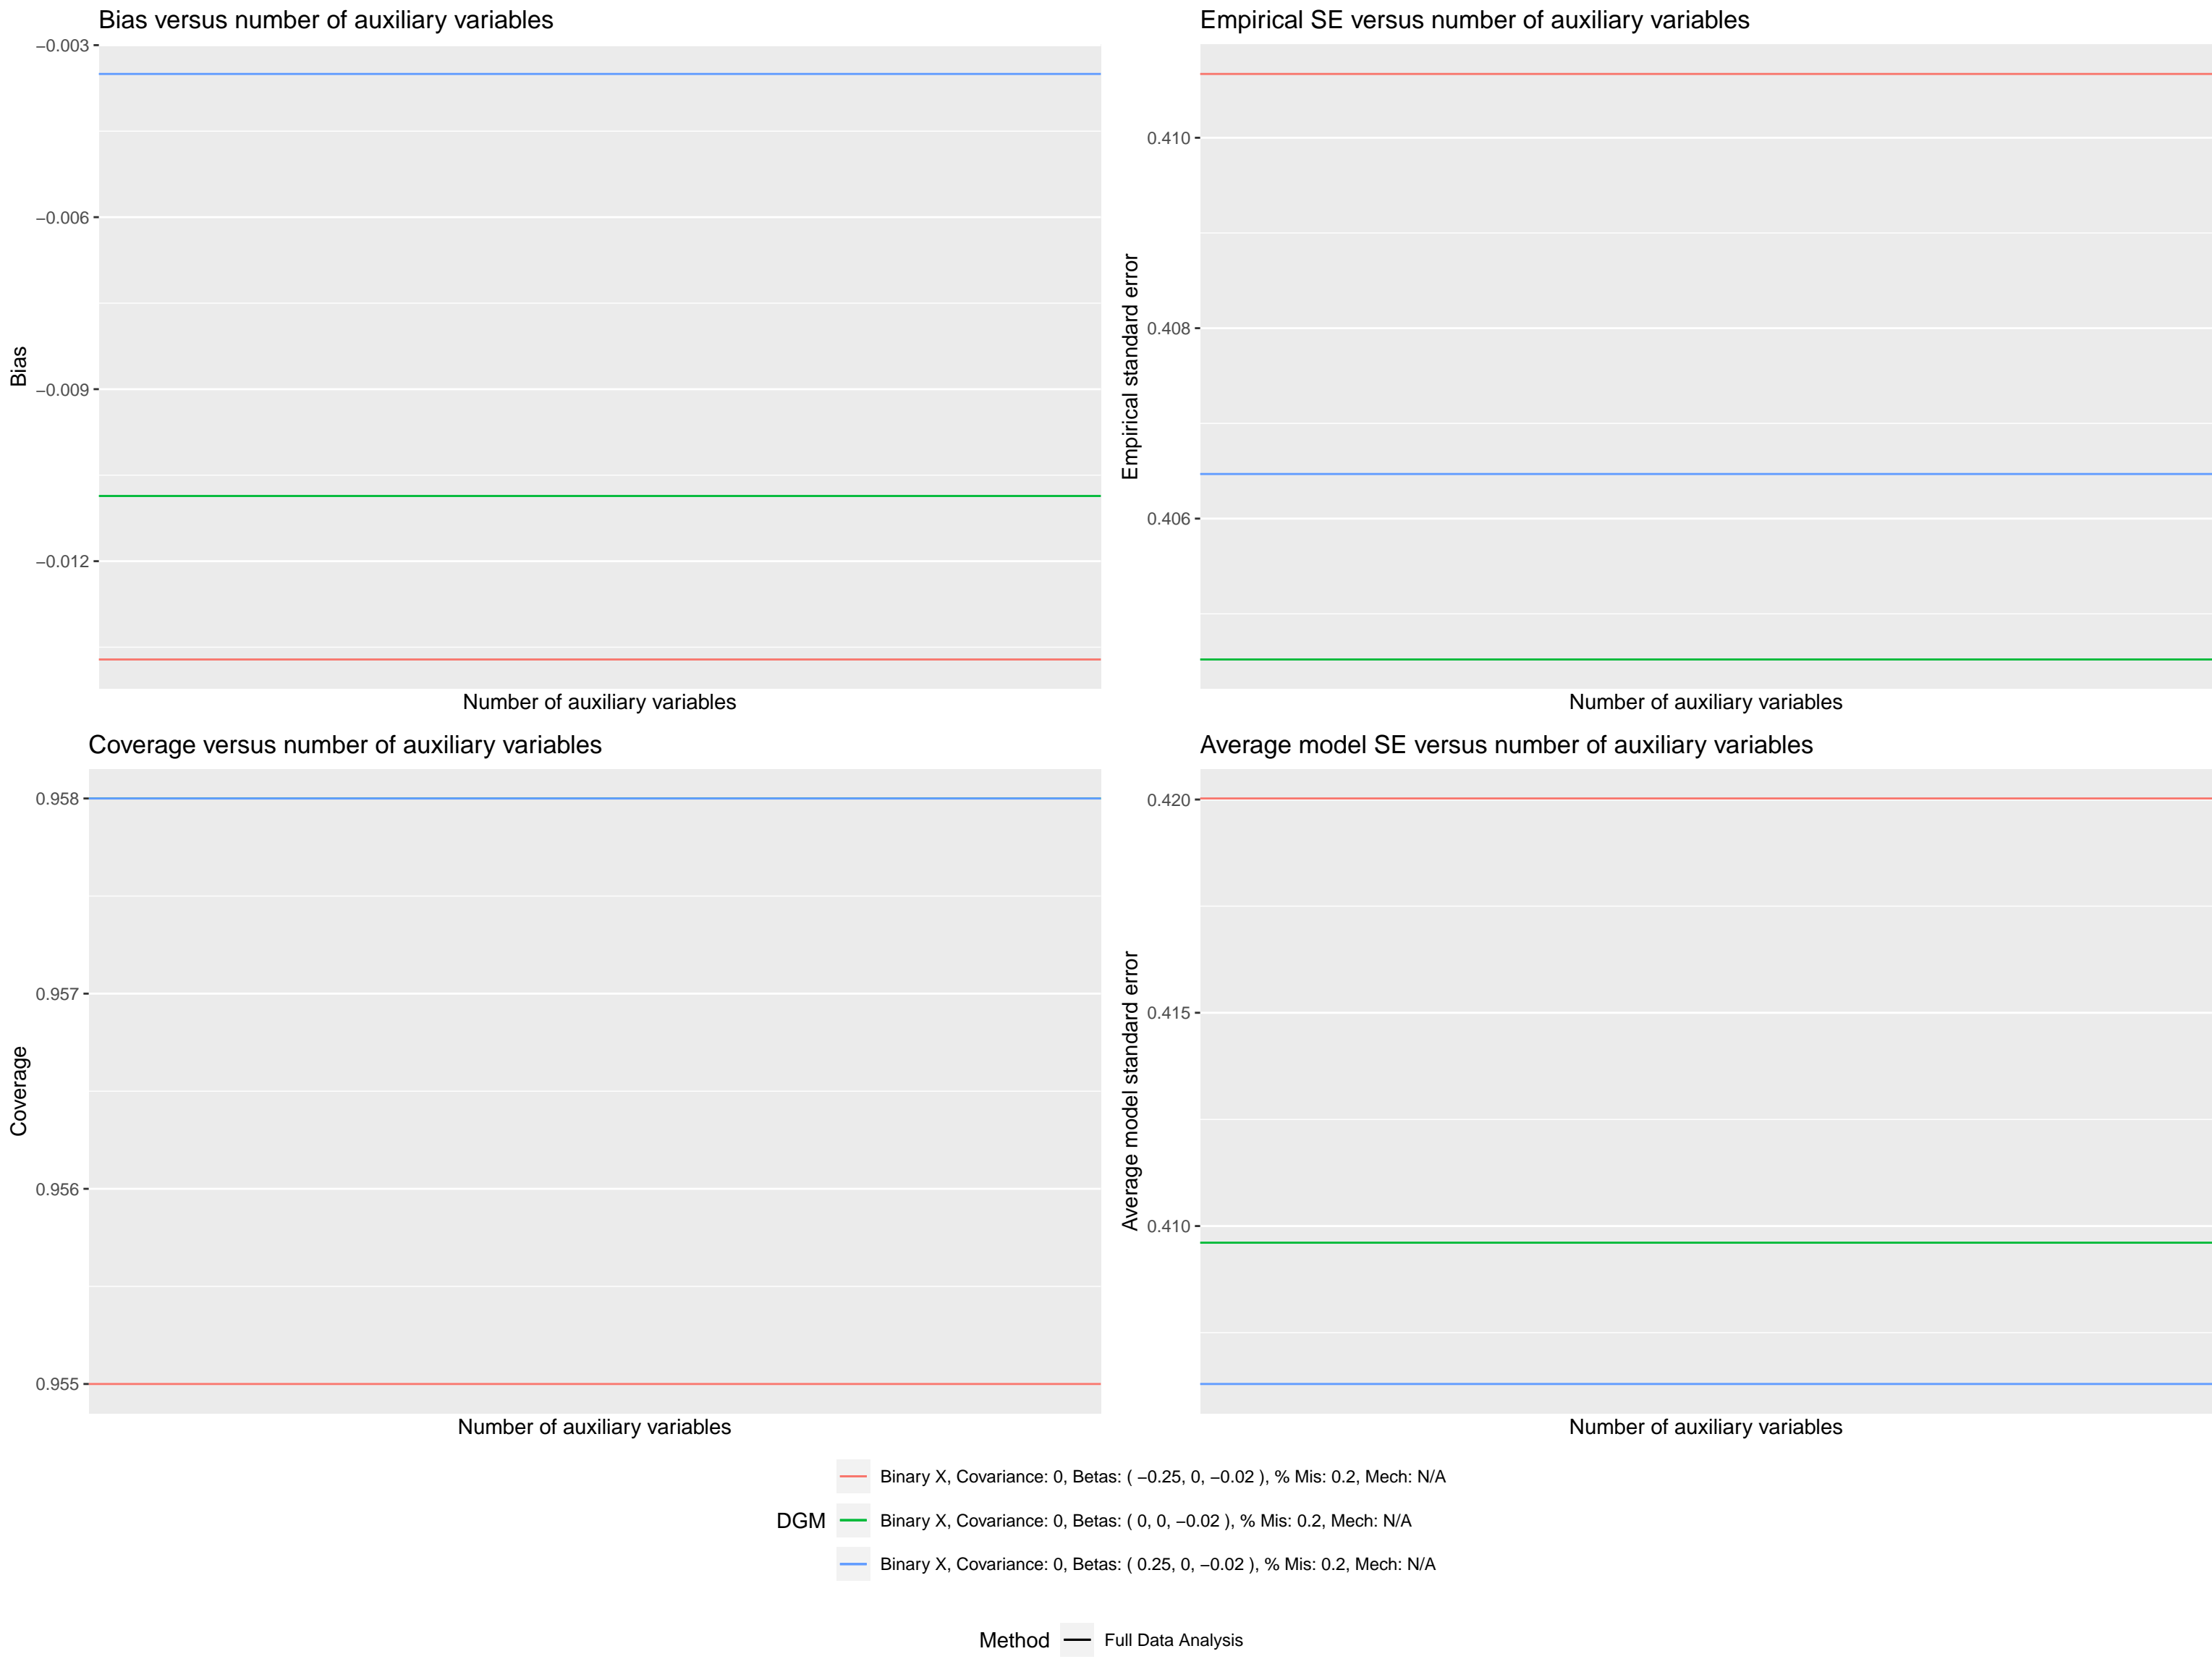 Bias versus number of auxiliary variables
−0.003
−0.006
−0.009
−0.012
Bias
Number of auxiliary variables
Empirical SE versus number of auxiliary variables
0.410
0.408
0.406
Empirical standard error
Number of auxiliary variables
Coverage versus number of auxiliary variables
0.958
0.957
0.956
0.955
Coverage
Number of auxiliary variables
Average model SE versus number of auxiliary variables
0.420
0.415
0.410
Average model standard error
Number of auxiliary variables
DGM
Binary X, Covariance: 0, Betas: ( −0.25, 0, −0.02 ), % Mis: 0.2, Mech: N/A
Binary X, Covariance: 0, Betas: ( 0, 0, −0.02 ), % Mis: 0.2, Mech: N/A
Binary X, Covariance: 0, Betas: ( 0.25, 0, −0.02 ), % Mis: 0.2, Mech: N/A
Method Full Data Analysis